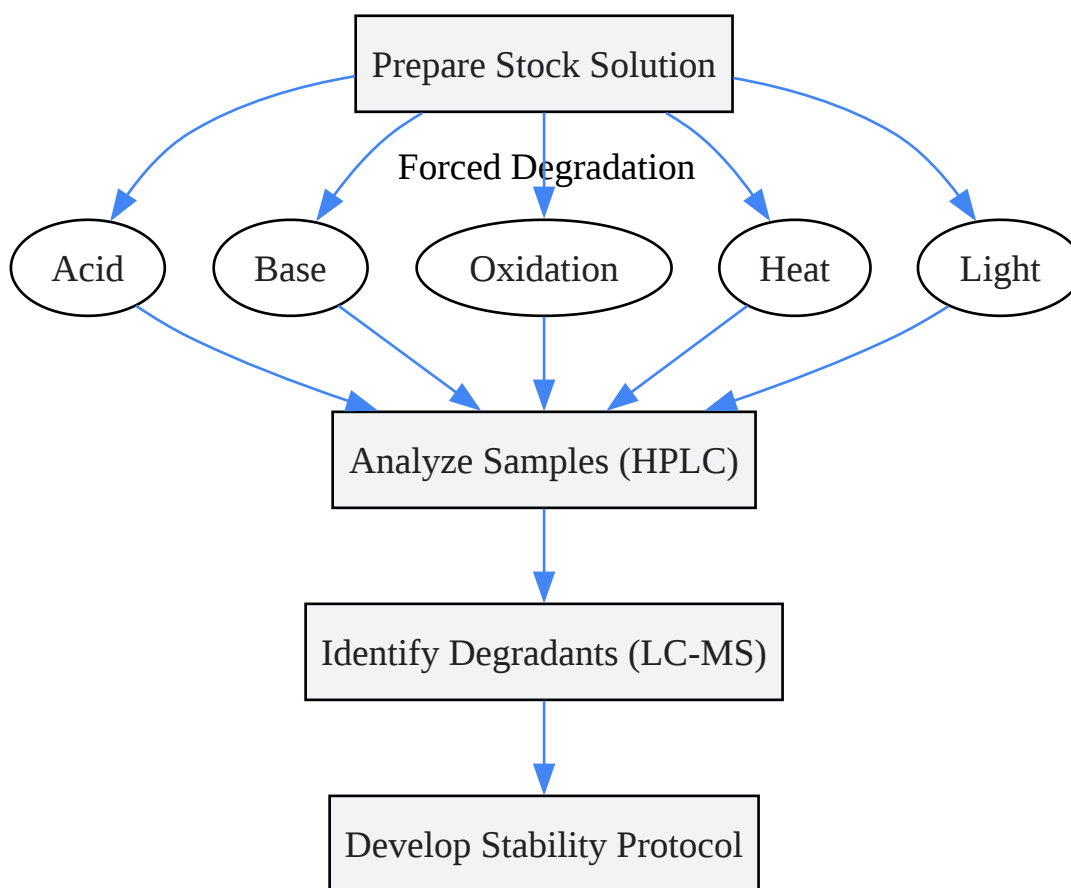 Prepare Stock Solution
Forced Degradation
Acid
Base
Oxidation
Heat
Light
Analyze Samples (HPLC)
Identify Degradants (LC-MS)
Develop Stability Protocol